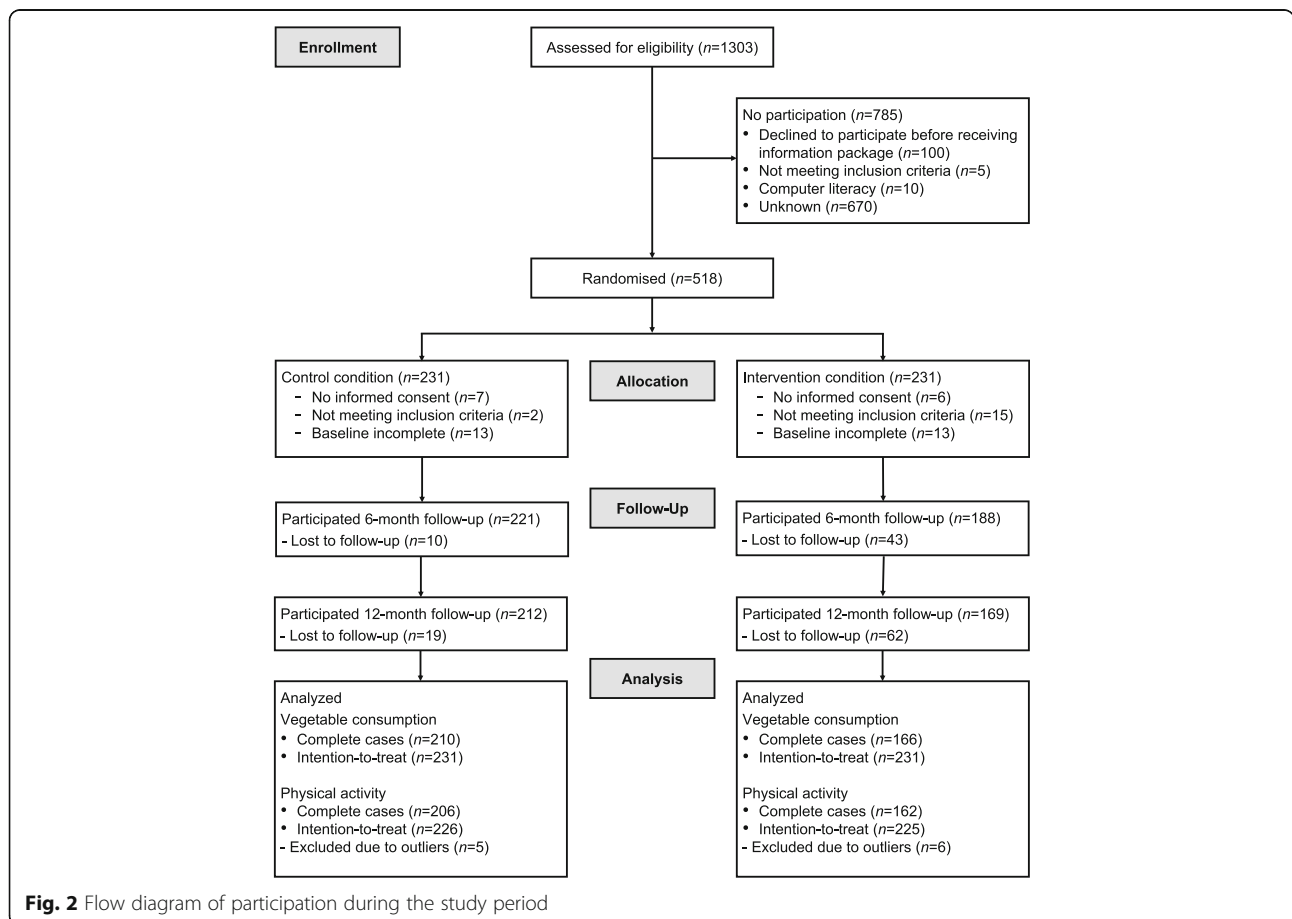 Enrollment
Assessed for eligibility (n=1303)
No participation (n=785)
• Declined to participate before receiving
information package (n=100)
• Not meeting inclusion criteria (n=5)
• Computer literacy (n=10)
• Unknown (n=670)
Randomised (n=518)
Allocation
Control condition (n=231)
– No informed consent (n=7)
– Not meeting inclusion criteria (n=2)
– Baseline incomplete (n=13)
Intervention condition (n=231)
– No informed consent (n=6)
– Not meeting inclusion criteria (n=15)
– Baseline incomplete (n=13)
Follow-Up
Participated 6-month follow-up (n=221)
- Lost to follow-up (n=10)
Participated 6-month follow-up (n=188)
- Lost to follow-up (n=43)
Participated 12-month follow-up (n=212)
- Lost to follow-up (n=19)
Participated 12-month follow-up (n=169)
- Lost to follow-up (n=62)
Analysis
Analyzed
Vegetable consumption
• Complete cases (n=210)
• Intention-to-treat (n=231)
Physical activity
• Complete cases (n=206)
• Intention-to-treat (n=226)
- Excluded due to outliers (n=5)
Analyzed
Vegetable consumption
• Complete cases (n=166)
• Intention-to-treat (n=231)
Physical activity
• Complete cases (n=162)
• Intention-to-treat (n=225)
- Excluded due to outliers (n=6)
Fig. 2 Flow diagram of participation during the study period